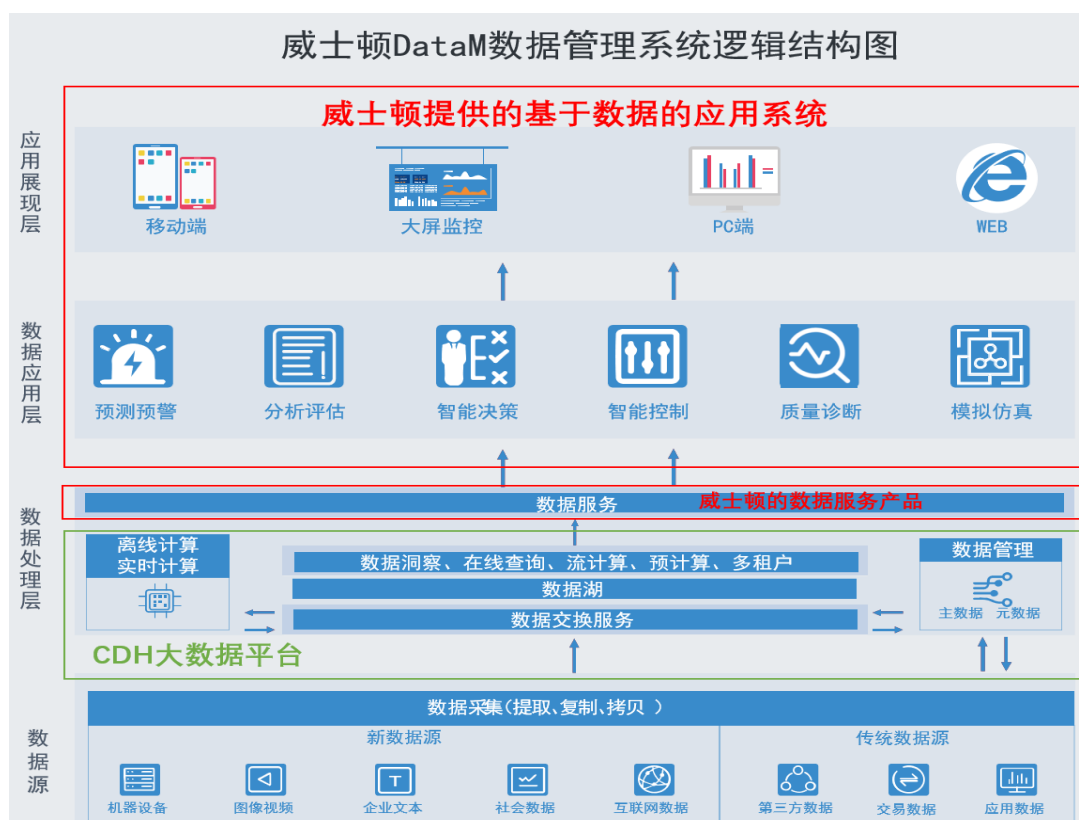 威士顿DataM数据管理系统逻辑结构图
威士顿提供的基于数据的应用系统
应用展现层
移动端
大屏监控
PC端
WEB
数据应用层
预测预警
分析评估
智能决策
智能控制
质量诊断
模拟仿真
数据处理层
数据服务
威士顿的数据服务产品
离线计算
实时计算
数据洞察、在线查询、流计算、预计算、多租户
数据湖
数据交换服务
数据管理
主数据 元数据
CDH大数据平台
数据源
数据采集(提取、复制、拷贝 )
新数据源
传统数据源
机器设备
图像视频
企业文本
社会数据
互联网数据
第三方数据
交易数据
应用数据